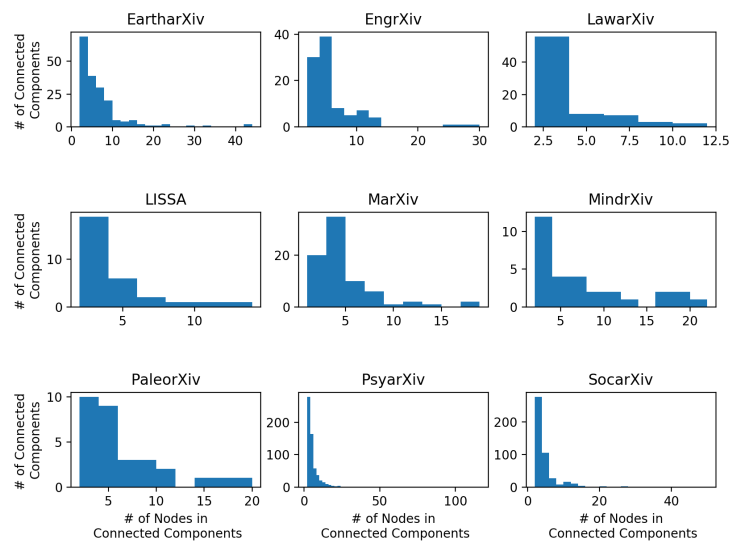 EartharXiv
EngrXiv
LawarXiv
# of Connected
Components
50
25
0
0
10
20
30
40
40
20
0
10
20
30
40
20
0
2.5
5.0
7.5
10.0
12.5
LISSA
MarXiv
MindrXiv
# of Connected
Components
10
0
5
10
20
0
5
10
15
10
5
0
5
10
15
20
PaleorXiv
PsyarXiv
SocarXiv
# of Connected
Components
10
5
0
5
10
15
20
# of Nodes in
Connected Components
200
100
0
0
50
100
# of Nodes in
Connected Components
200
100
0
0
20
40
# of Nodes in
Connected Components